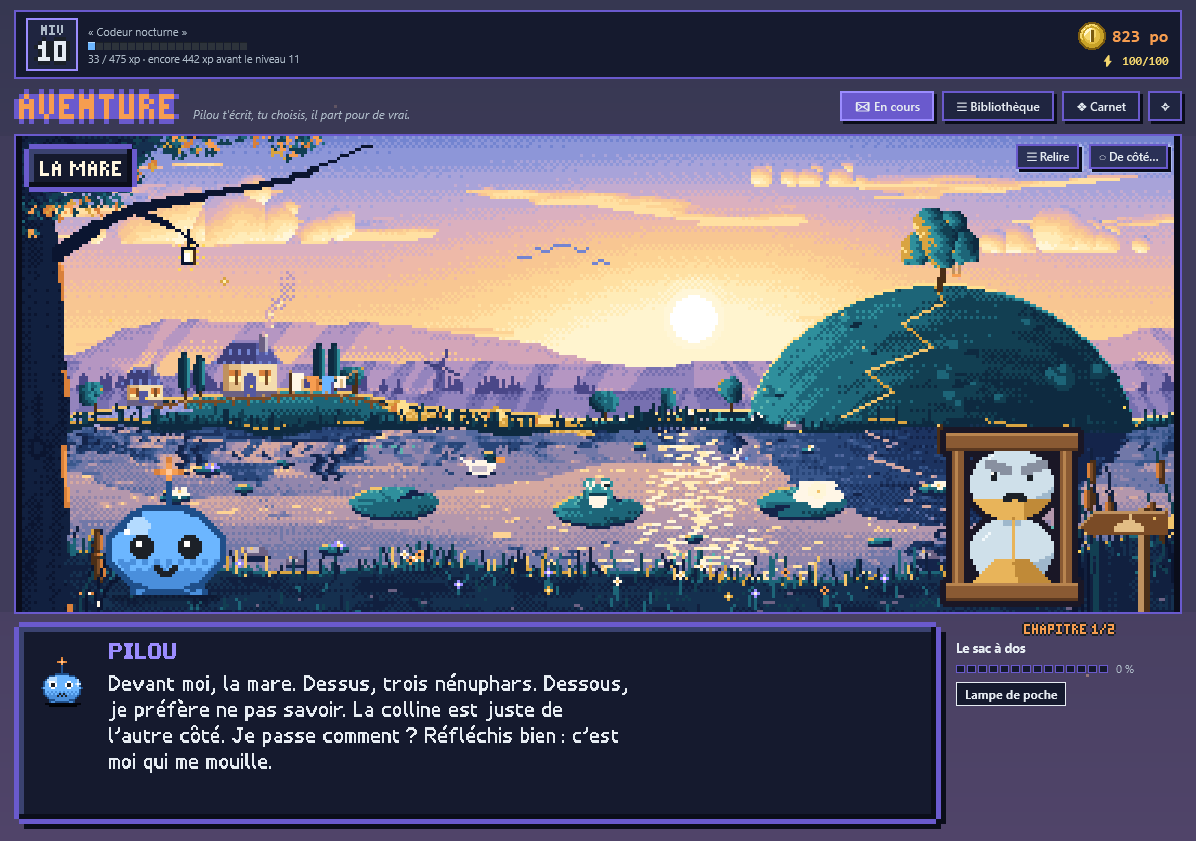 NIV
10
« Codeur nocturne »
33 / 475 xp · encore 442 xp avant le niveau 11
823 po
100/100
AVENTURE
Pilou t'écrit, tu choisis, il part pour de vrai.
En cours
Bibliothèque
Carnet
LA MARE
Relire
De côté...
PILOU
Devant moi, la mare. Dessus, trois nénuphars. Dessous,
je préfère ne pas savoir. La colline est juste de
l'autre côté. Je passe comment ? Réfléchis bien : c'est
moi qui me mouille.
CHAPITRE 1/2
Le sac à dos
0 %
Lampe de poche